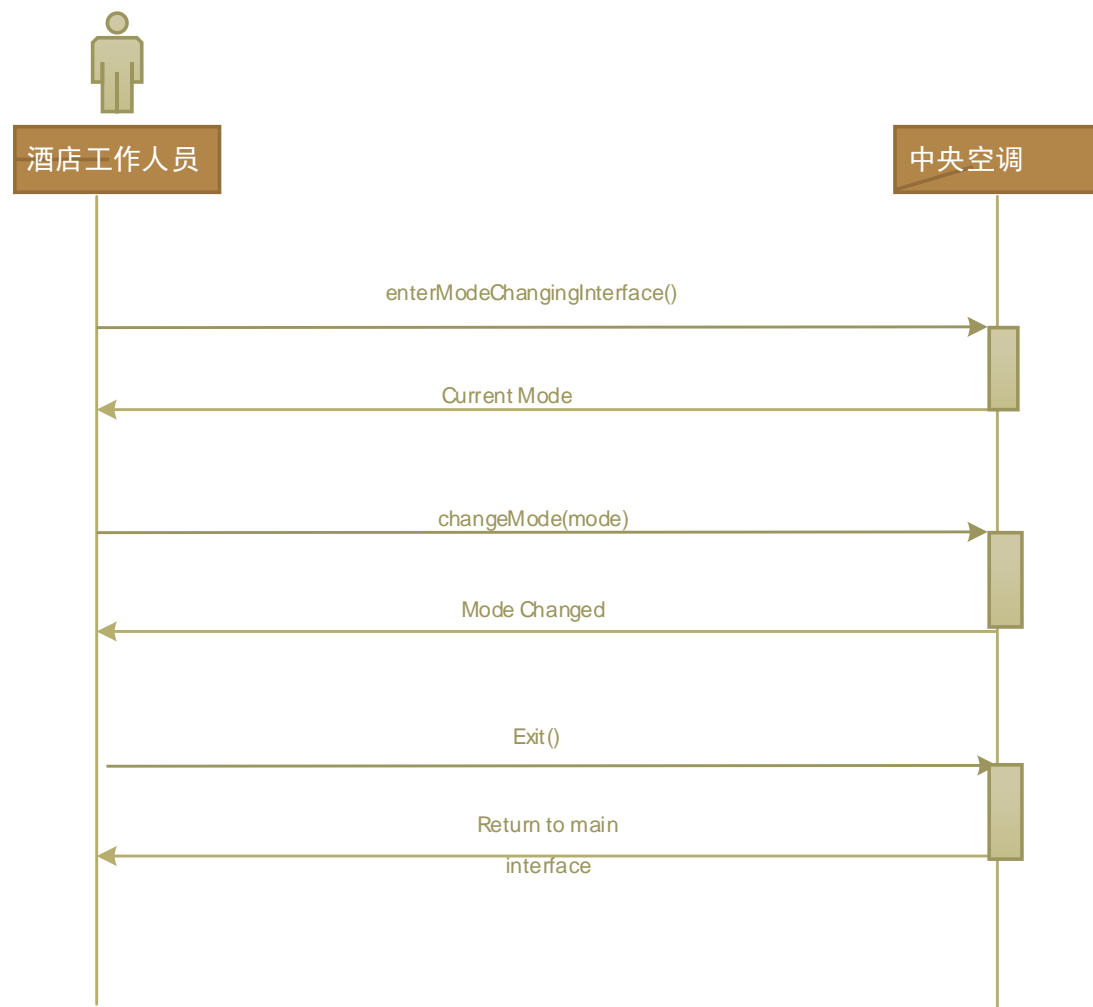 酒店工作人员
中央空调
enterModeChangingInterface()
Current Mode
changeMode(mode)
Mode Changed
Exit()
Return to main
interface